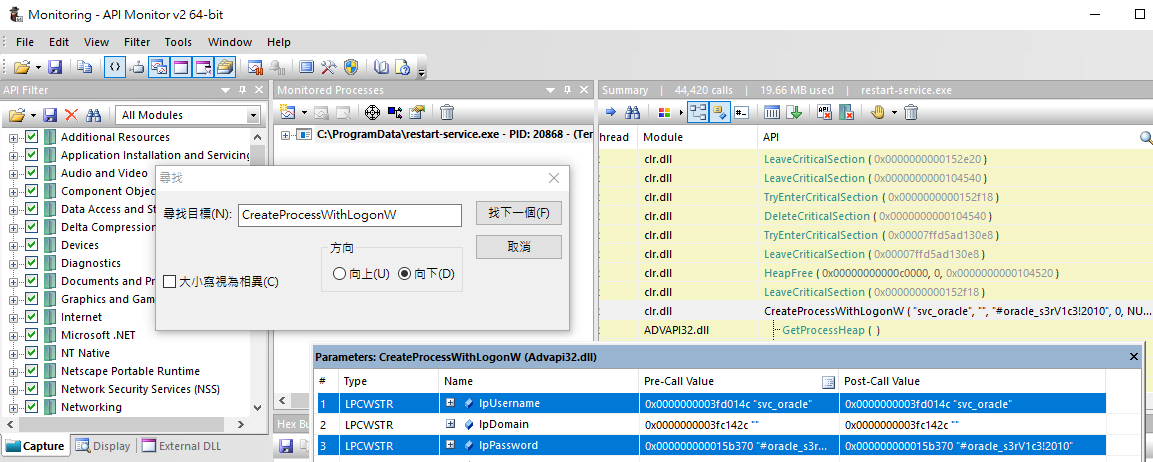 Monitoring - API Monitor v2 64-bit
File Edit View Filter Tools Window Help
API Filter
All Modules
Additional Resources
Application Installation and Servicing
Audio and Video
Component Objec
Data Access and St
Delta Compression
Devices
Diagnostics
Documents and Pr
Graphics and Gam
Internet
Microsoft .NET
NT Native
Netscape Portable Runtime
Network Security Services (NSS)
Networking
Capture Display External DLL
Monitored Processes
C:\ProgramData\restart-service.exe - PID: 20868 - (Ter
尋找
尋找目標(N): CreateProcessWithLogonW 找下一個(F)
方向 取消
大小寫視為相異(C) 向上(U) 向下(D)
Summary | 44,420 calls | 19.66 MB used | restart-service.exe
hread Module API
clr.dll LeaveCriticalSection ( 0x0000000000152e20 )
clr.dll LeaveCriticalSection ( 0x0000000000104540 )
clr.dll TryEnterCriticalSection ( 0x0000000000152f18 )
clr.dll DeleteCriticalSection ( 0x0000000000104540 )
clr.dll TryEnterCriticalSection ( 0x00007ffd5ad130e8 )
clr.dll LeaveCriticalSection ( 0x00007ffd5ad130e8 )
clr.dll HeapFree ( 0x00000000000c0000, 0, 0x0000000000104520 )
clr.dll LeaveCriticalSection ( 0x0000000000152f18 )
clr.dll CreateProcessWithLogonW ( "svc_oracle", "", "#oracle_s3rV1c3!2010", 0, NU...
ADVAPI32.dll GetProcessHeap ( )
Parameters: CreateProcessWithLogonW (Advapi32.dll)
# Type Name Pre-Call Value Post-Call Value
1 LPCWSTR lpUsername 0x0000000003fd014c "svc_oracle" 0x0000000003fd014c "svc_oracle"
2 LPCWSTR lpDomain 0x0000000003fc142c "" 0x0000000003fc142c ""
3 LPCWSTR lpPassword 0x000000000015b370 "#oracle_s3r... 0x000000000015b370 "#oracle_s3rV1c3!2010"
Hex Bu